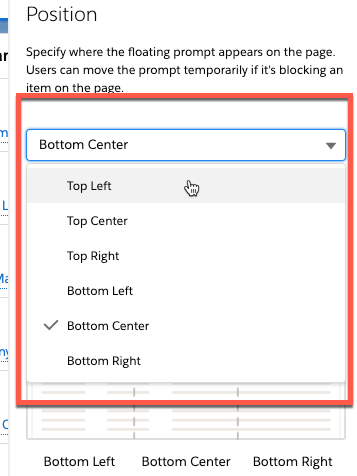 Position
Specify where the floating prompt appears on the page.
Users can move the prompt temporarily if it's blocking an
item on the page.
Bottom Center
Top Left
Top Center
Top Right
Bottom Left
Bottom Center
Bottom Right
Bottom Left Bottom Center Bottom Right